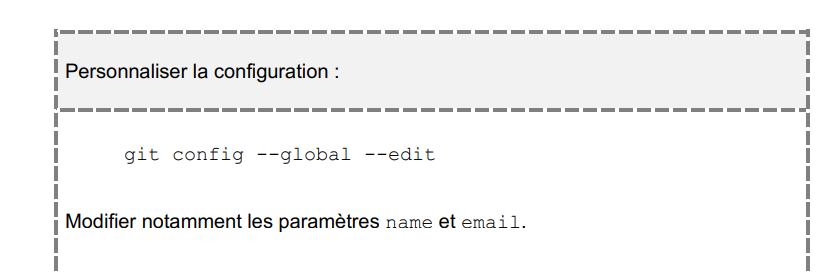 Personnaliser la configuration :
git config --global --edit
Modifier notamment les paramètres name et email.